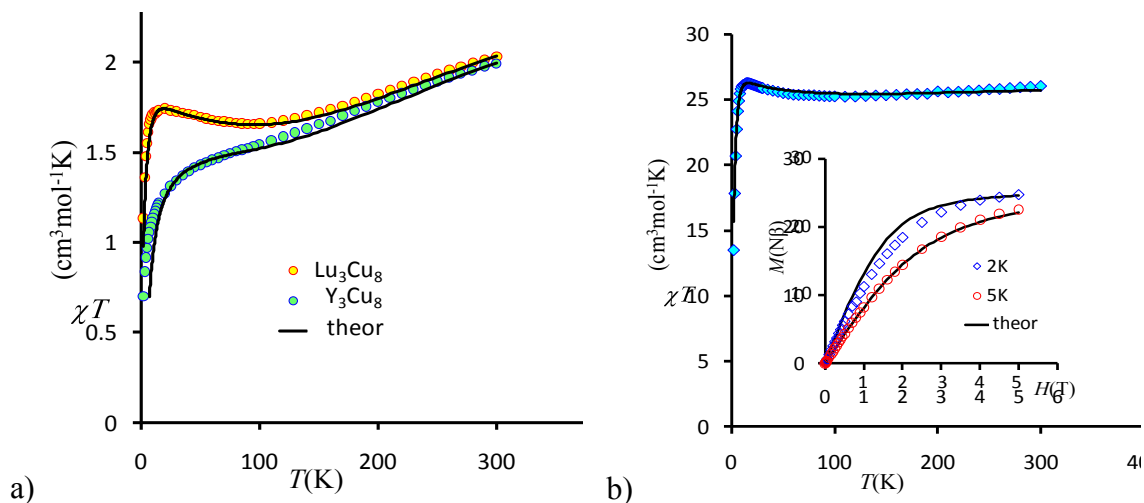 2
1.5
1
0.5
0
0
100
200
300
T(K)
χT
(cm³mol⁻¹K)
Lu₃Cu₈
Y₃Cu₈
theor
a)
30
25
20
15
10
5
0
0
100
200
300
40
T(K)
χT
(cm³mol⁻¹K)
30
20
10
0
M(Nβ)
2K
5K
theor
0 1 2 3 4 5
0 1 2 3 4 5 6
H(T)
b)